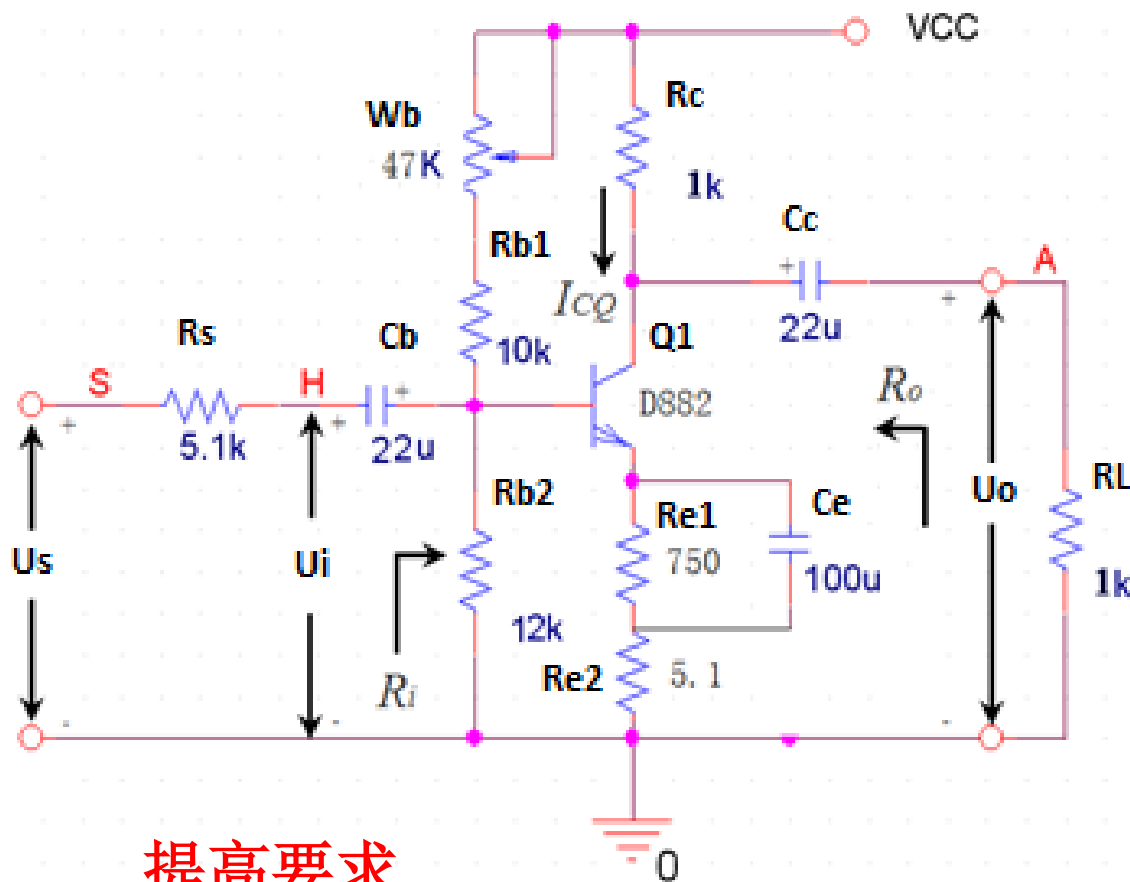 VCC
Wb
47K
Rc
1k
Rb1
10k
ICQ
Cc
+
22u
A
+
Rs
S
+
5.1k
H
+
Cb
+
22u
Q1
D882
Ro
Rb2
12k
Ri
Us
Ui
Re1
750
Ce
100u
Re2
5.1
Uo
RL
1k
-
-
-
0
提高要求